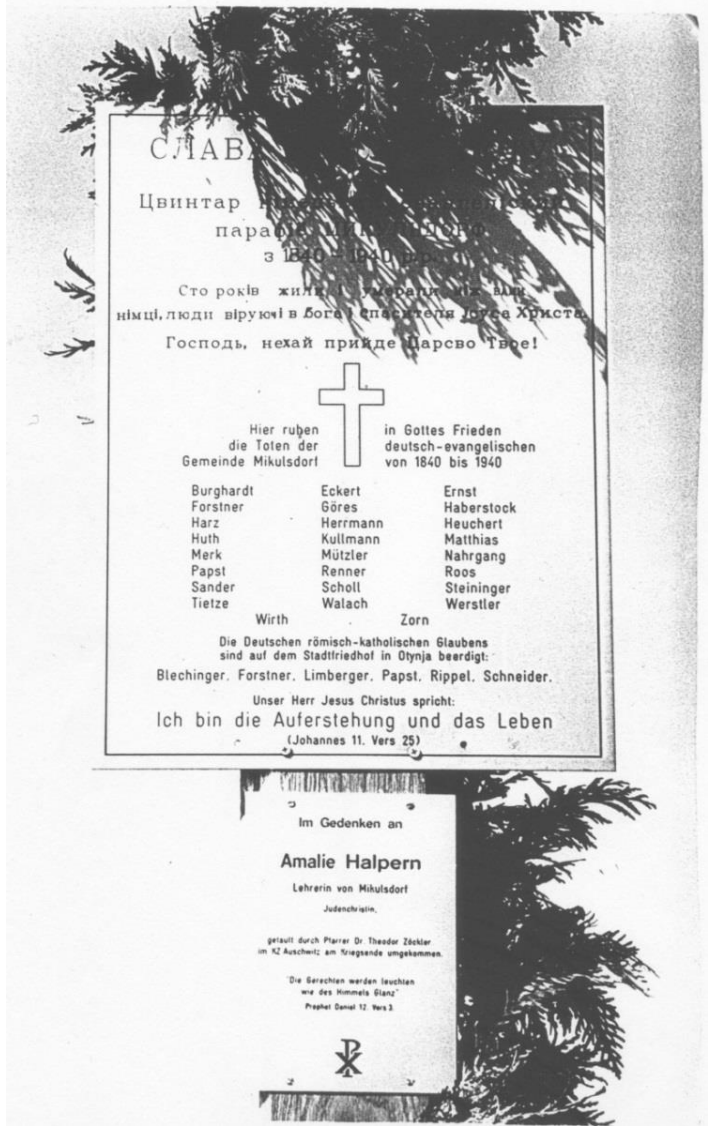 СЛАВА
Цвинтар
парафія МИКУЛЬДОРФ
з 1840 - 1940 р.р.
Сто років жили і умерали між вами
німці, люди віруючі в Бога і спасителя Ісуса Христа.
Господь, нехай прийде Царсво Твое!
Hier ruhen in Gottes Frieden
die Toten der deutsch-evangelischen
Gemeinde Mikulsdorf von 1840 bis 1940
Burghardt Eckert Ernst
Forstner Göres Haberstock
Harz Herrmann Heuchert
Huth Kullmann Matthias
Merk Mützler Nahrgang
Papst Renner Roos
Sander Scholl Steininger
Tietze Walach Werstler
Wirth Zorn
Die Deutschen römisch-katholischen Glaubens
sind auf dem Stadtfriedhof in Otynja beerdigt:
Blechinger, Forstner, Limberger, Papst, Rippel, Schneider.
Unser Herr Jesus Christus spricht:
Ich bin die Auferstehung und das Leben
(Johannes 11. Vers 25)
Im Gedenken an
Amalie Halpern
Lehrerin von Mikulsdorf
Judenchristin,
getauft durch Pfarrer Dr. Theodor Zöckler
im KZ Auschwitz am Kriegsende umgekommen.
"Die Gerechten werden leuchten
wie des Himmels Glanz"
Prophet Daniel 12. Vers 3